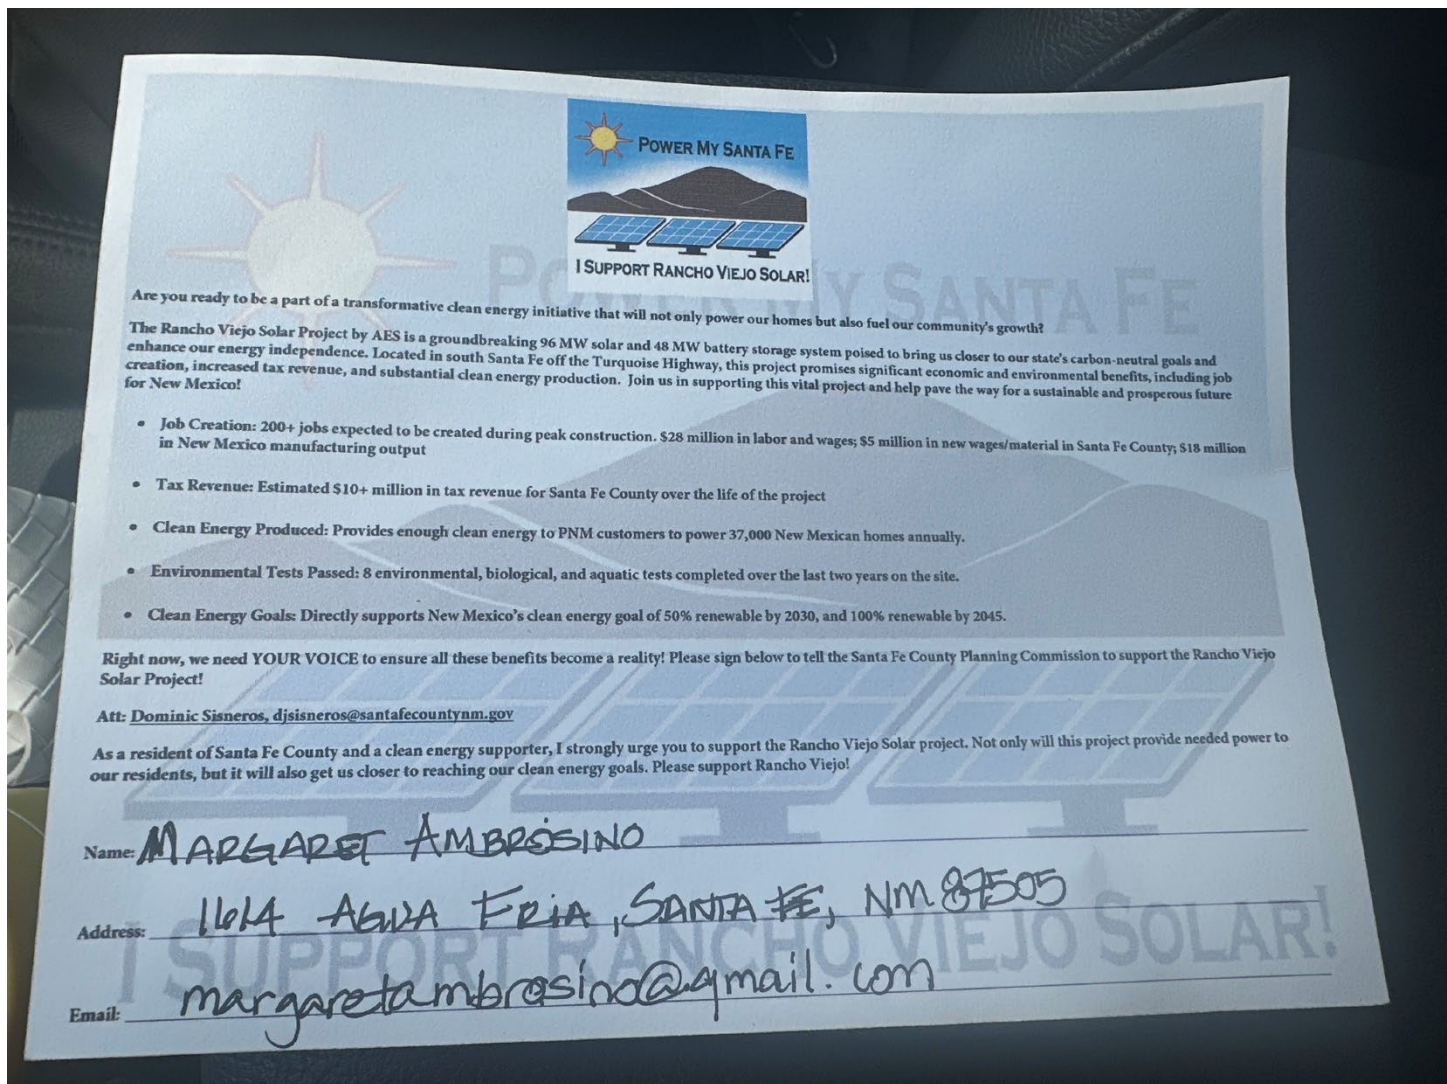 POWER MY SANTA FE
I SUPPORT RANCHO VIEJO SOLAR!
POWER MY SANTA FE
Are you ready to be a part of a transformative clean energy initiative that will not only power our homes but also fuel our community's growth?
The Rancho Viejo Solar Project by AES is a groundbreaking 96 MW solar and 48 MW battery storage system poised to bring us closer to our state's carbon-neutral goals and
enhance our energy independence. Located in south Santa Fe off the Turquoise Highway, this project promises significant economic and environmental benefits, including job
creation, increased tax revenue, and substantial clean energy production. Join us in supporting this vital project and help pave the way for a sustainable and prosperous future
for New Mexico!
• Job Creation: 200+ jobs expected to be created during peak construction. $28 million in labor and wages; $5 million in new wages/material in Santa Fe County; $18 million
in New Mexico manufacturing output
• Tax Revenue: Estimated $10+ million in tax revenue for Santa Fe County over the life of the project
• Clean Energy Produced: Provides enough clean energy to PNM customers to power 37,000 New Mexican homes annually.
• Environmental Tests Passed: 8 environmental, biological, and aquatic tests completed over the last two years on the site.
• Clean Energy Goals: Directly supports New Mexico's clean energy goal of 50% renewable by 2030, and 100% renewable by 2045.
Right now, we need YOUR VOICE to ensure all these benefits become a reality! Please sign below to tell the Santa Fe County Planning Commission to support the Rancho Viejo
Solar Project!
Att: Dominic Sisneros, djsisneros@santafecountynm.gov
As a resident of Santa Fe County and a clean energy supporter, I strongly urge you to support the Rancho Viejo Solar project. Not only will this project provide needed power to
our residents, but it will also get us closer to reaching our clean energy goals. Please support Rancho Viejo!
Name: MARGARET AMBROSINO
Address: 1614 AGUA FRIA, SANTA FE, NM 87505
I SUPPORT RANCHO VIEJO SOLAR!
Email: margaretambrosino@gmail.com